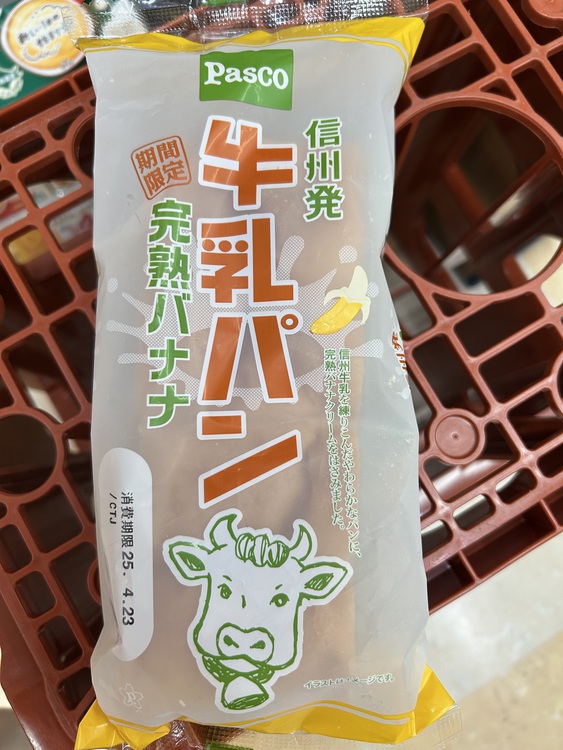 Pasco
信州発
牛乳パン
期間
限定
完熟バナナ
信州牛乳を練りこんだやわらかなパンに、
完熟バナナクリームをはさみました。
消費期限 25. 4. 23
/CTJ
イラストはイメージです。